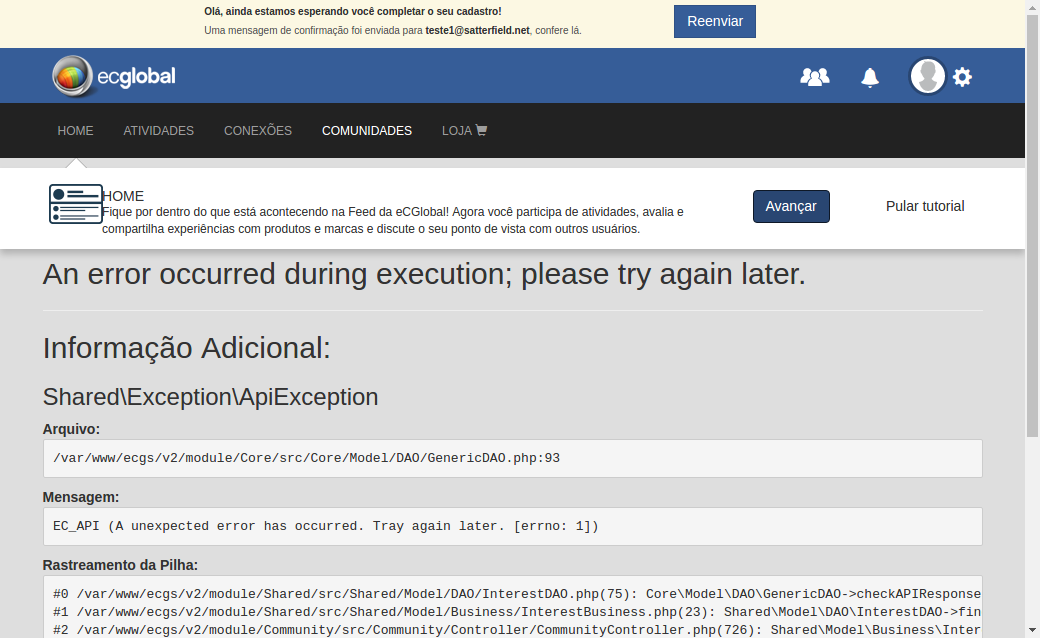 Olá, ainda estamos esperando você completar o seu cadastro!
Uma mensagem de confirmação foi enviada para teste1@satterfield.net, confere lá.
Reenviar
ecglobal
HOME ATIVIDADES CONEXÕES COMUNIDADES LOJA
HOME
Fique por dentro do que está acontecendo na Feed da eCGlobal! Agora você participa de atividades, avalia e
compartilha experiências com produtos e marcas e discute o seu ponto de vista com outros usuários.
Avançar
Pular tutorial
An error occurred during execution; please try again later.
Informação Adicional:
Shared\Exception\ApiException
Arquivo:
/var/www/ecgs/v2/module/Core/src/Core/Model/DAO/GenericDAO.php:93
Mensagem:
EC_API (A unexpected error has occurred. Tray again later. [errno: 1])
Rastreamento da Pilha:
#0 /var/www/ecgs/v2/module/Shared/src/Shared/Model/DAO/InterestDAO.php(75): Core\Model\DAO\GenericDAO->checkAPIResponse
#1 /var/www/ecgs/v2/module/Shared/src/Shared/Model/Business/InterestBusiness.php(23): Shared\Model\DAO\InterestDAO->fin
#2 /var/www/ecgs/v2/module/Community/src/Community/Controller/CommunityController.php(726): Shared\Model\Business\Inter